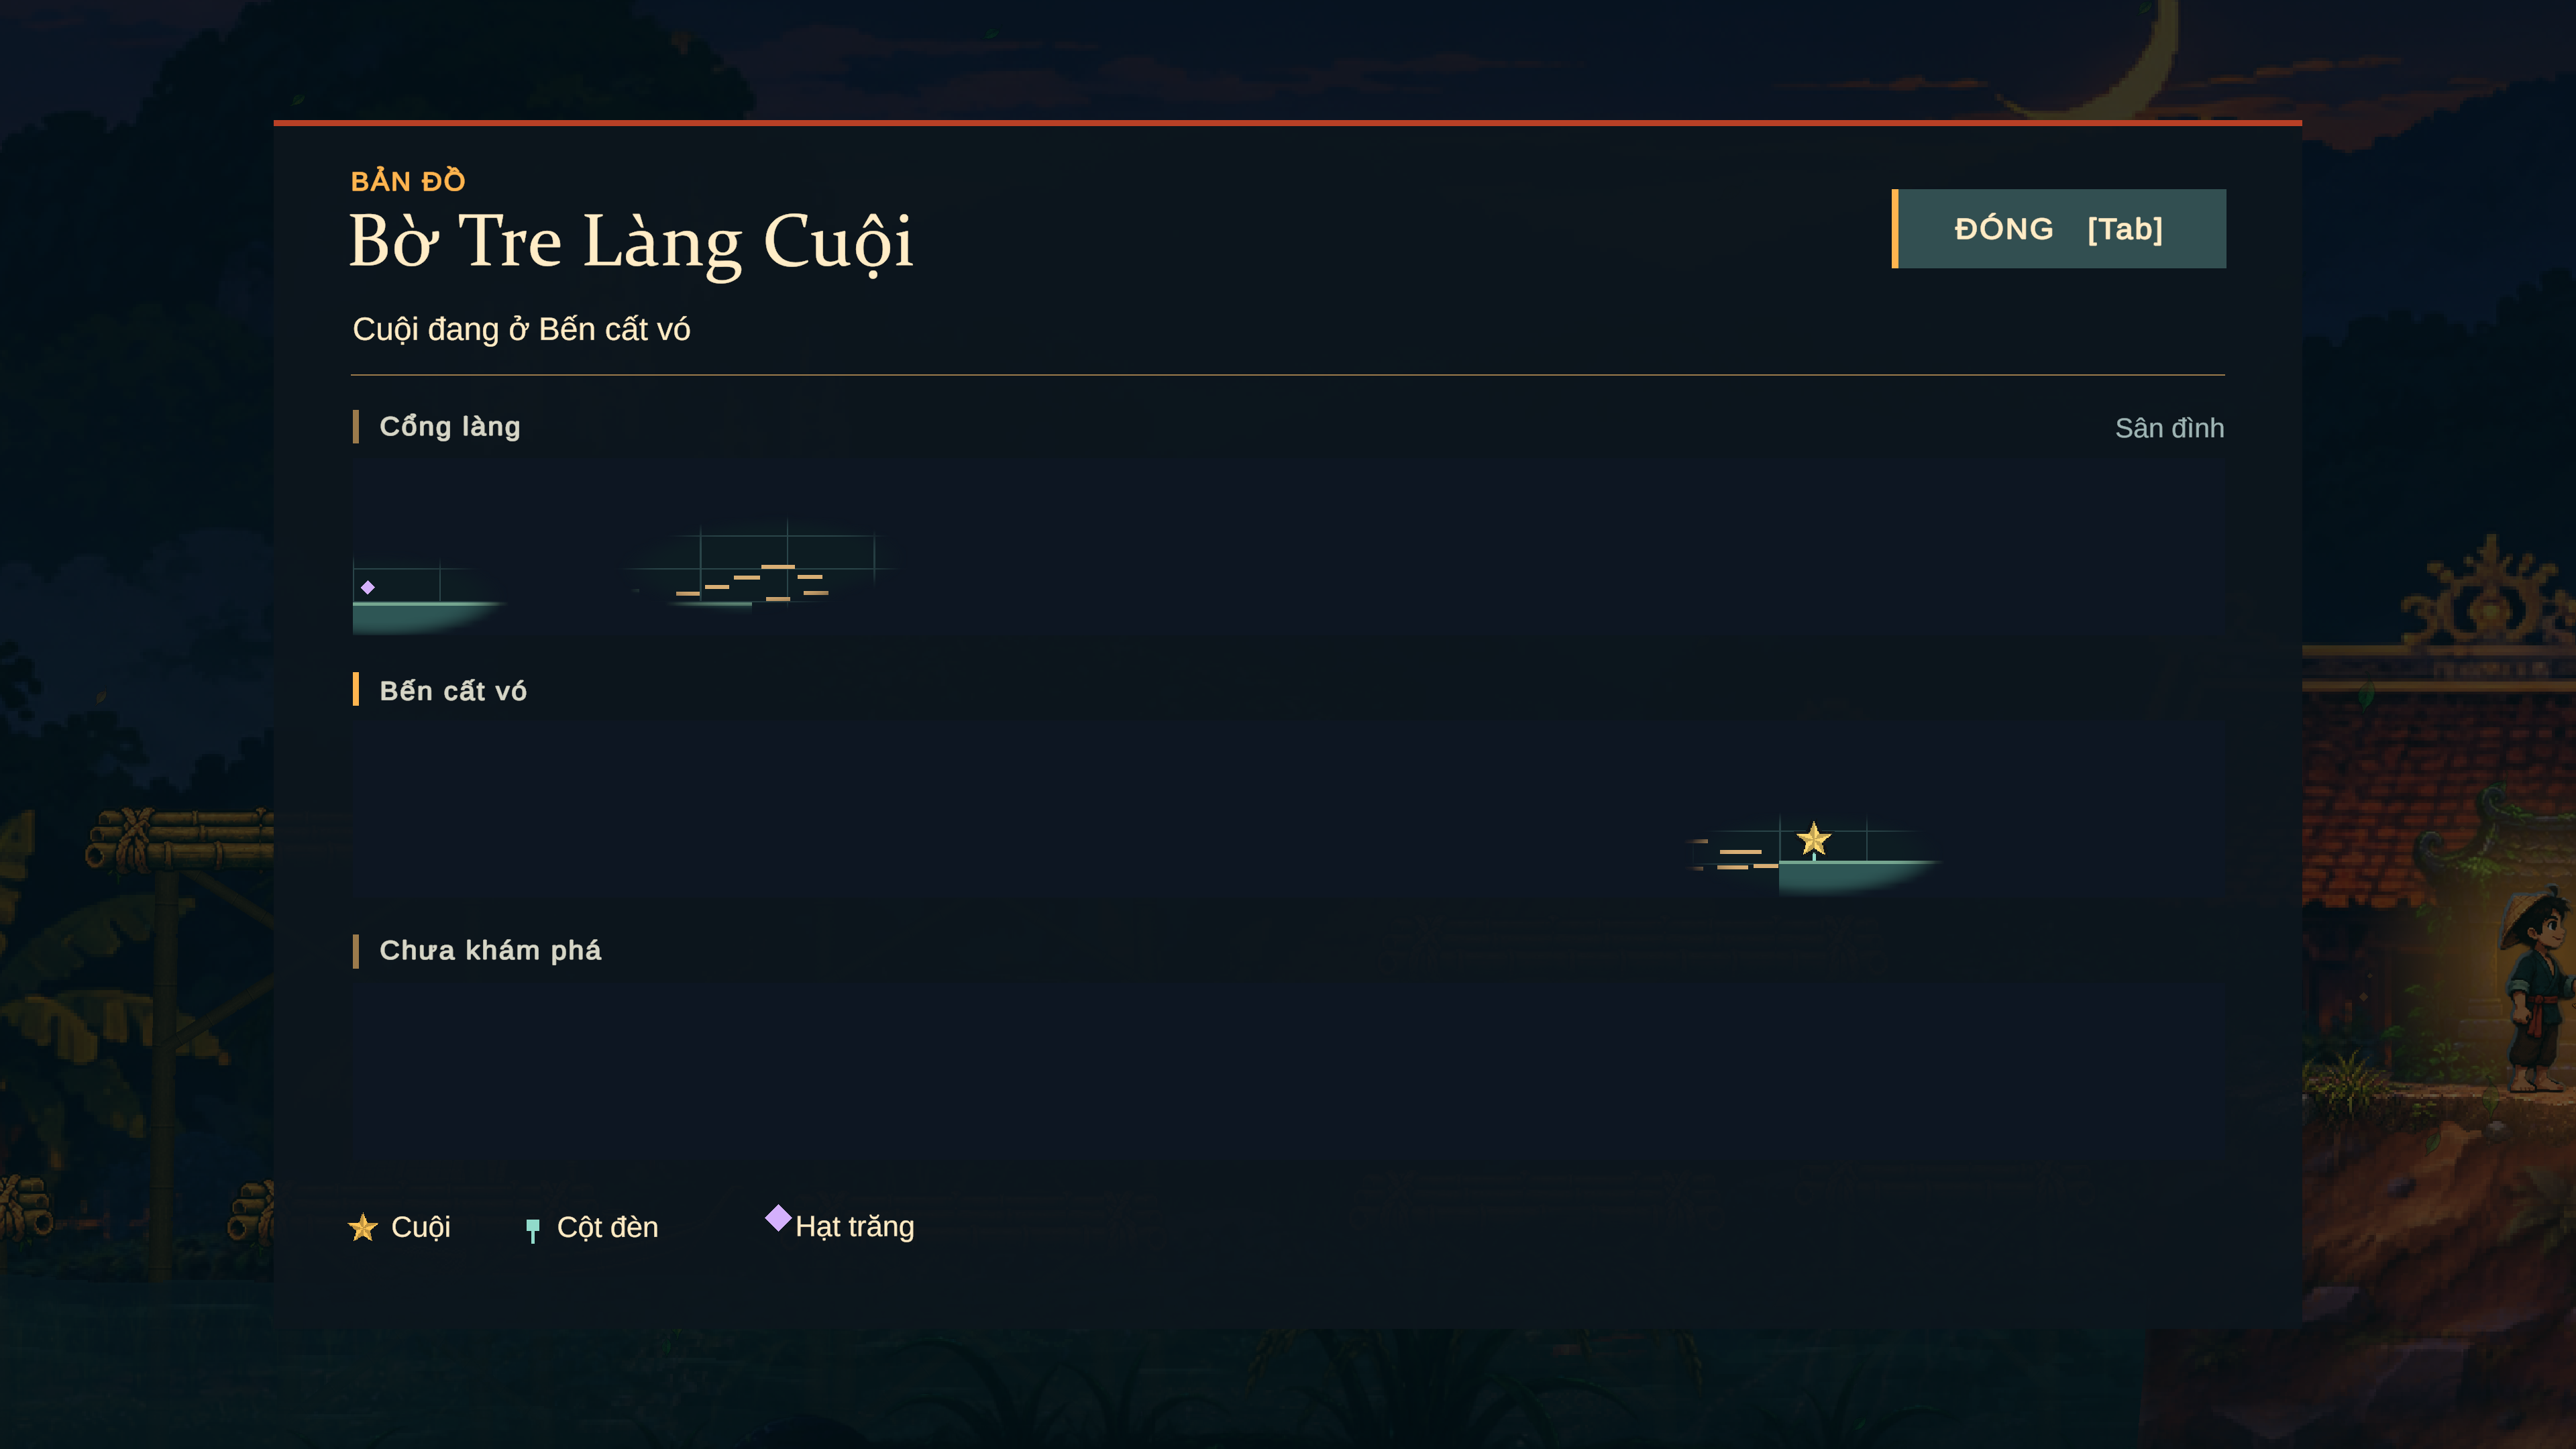 BẢN ĐỒ
Bờ Tre Làng Cuội
ĐÓNG [Tab]
Cuội đang ở Bến cất vó
Cổng làng
Sân đình
Bến cất vó
Chưa khám phá
Cuội
Cột đèn
Hạt trăng